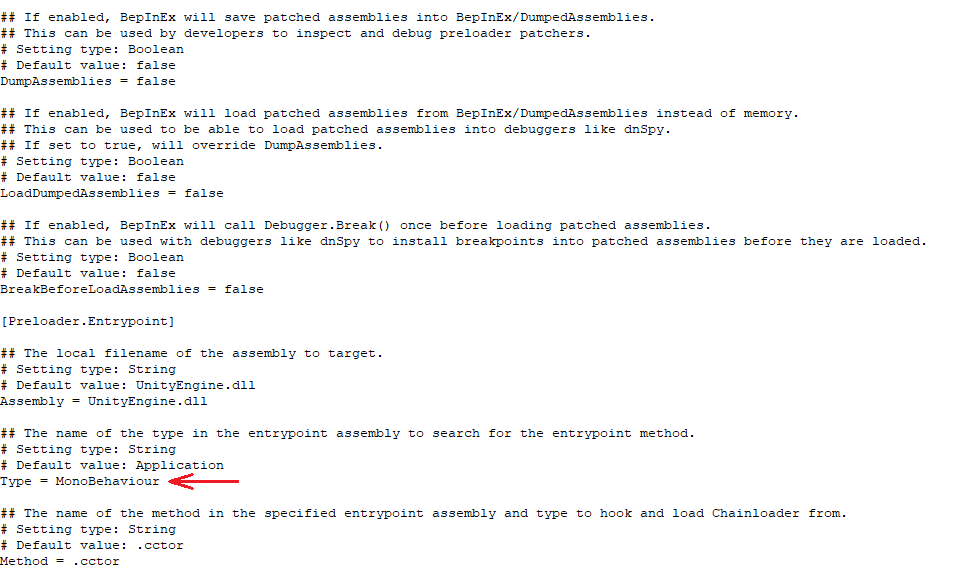 ## If enabled, BepInEx will save patched assemblies into BepInEx/DumpedAssemblies.
## This can be used by developers to inspect and debug preloader patchers.
# Setting type: Boolean
# Default value: false
DumpAssemblies = false
## If enabled, BepInEx will load patched assemblies from BepInEx/DumpedAssemblies instead of memory.
## This can be used to be able to load patched assemblies into debuggers like dnSpy.
## If set to true, will override DumpAssemblies.
# Setting type: Boolean
# Default value: false
LoadDumpedAssemblies = false
## If enabled, BepInEx will call Debugger.Break() once before loading patched assemblies.
## This can be used with debuggers like dnSpy to install breakpoints into patched assemblies before they are loaded.
# Setting type: Boolean
# Default value: false
BreakBeforeLoadAssemblies = false
[Preloader.Entrypoint]
## The local filename of the assembly to target.
# Setting type: String
# Default value: UnityEngine.dll
Assembly = UnityEngine.dll
## The name of the type in the entrypoint assembly to search for the entrypoint method.
# Setting type: String
# Default value: Application
Type = MonoBehaviour
## The name of the method in the specified entrypoint assembly and type to hook and load Chainloader from.
# Setting type: String
# Default value: .cctor
Method = .cctor